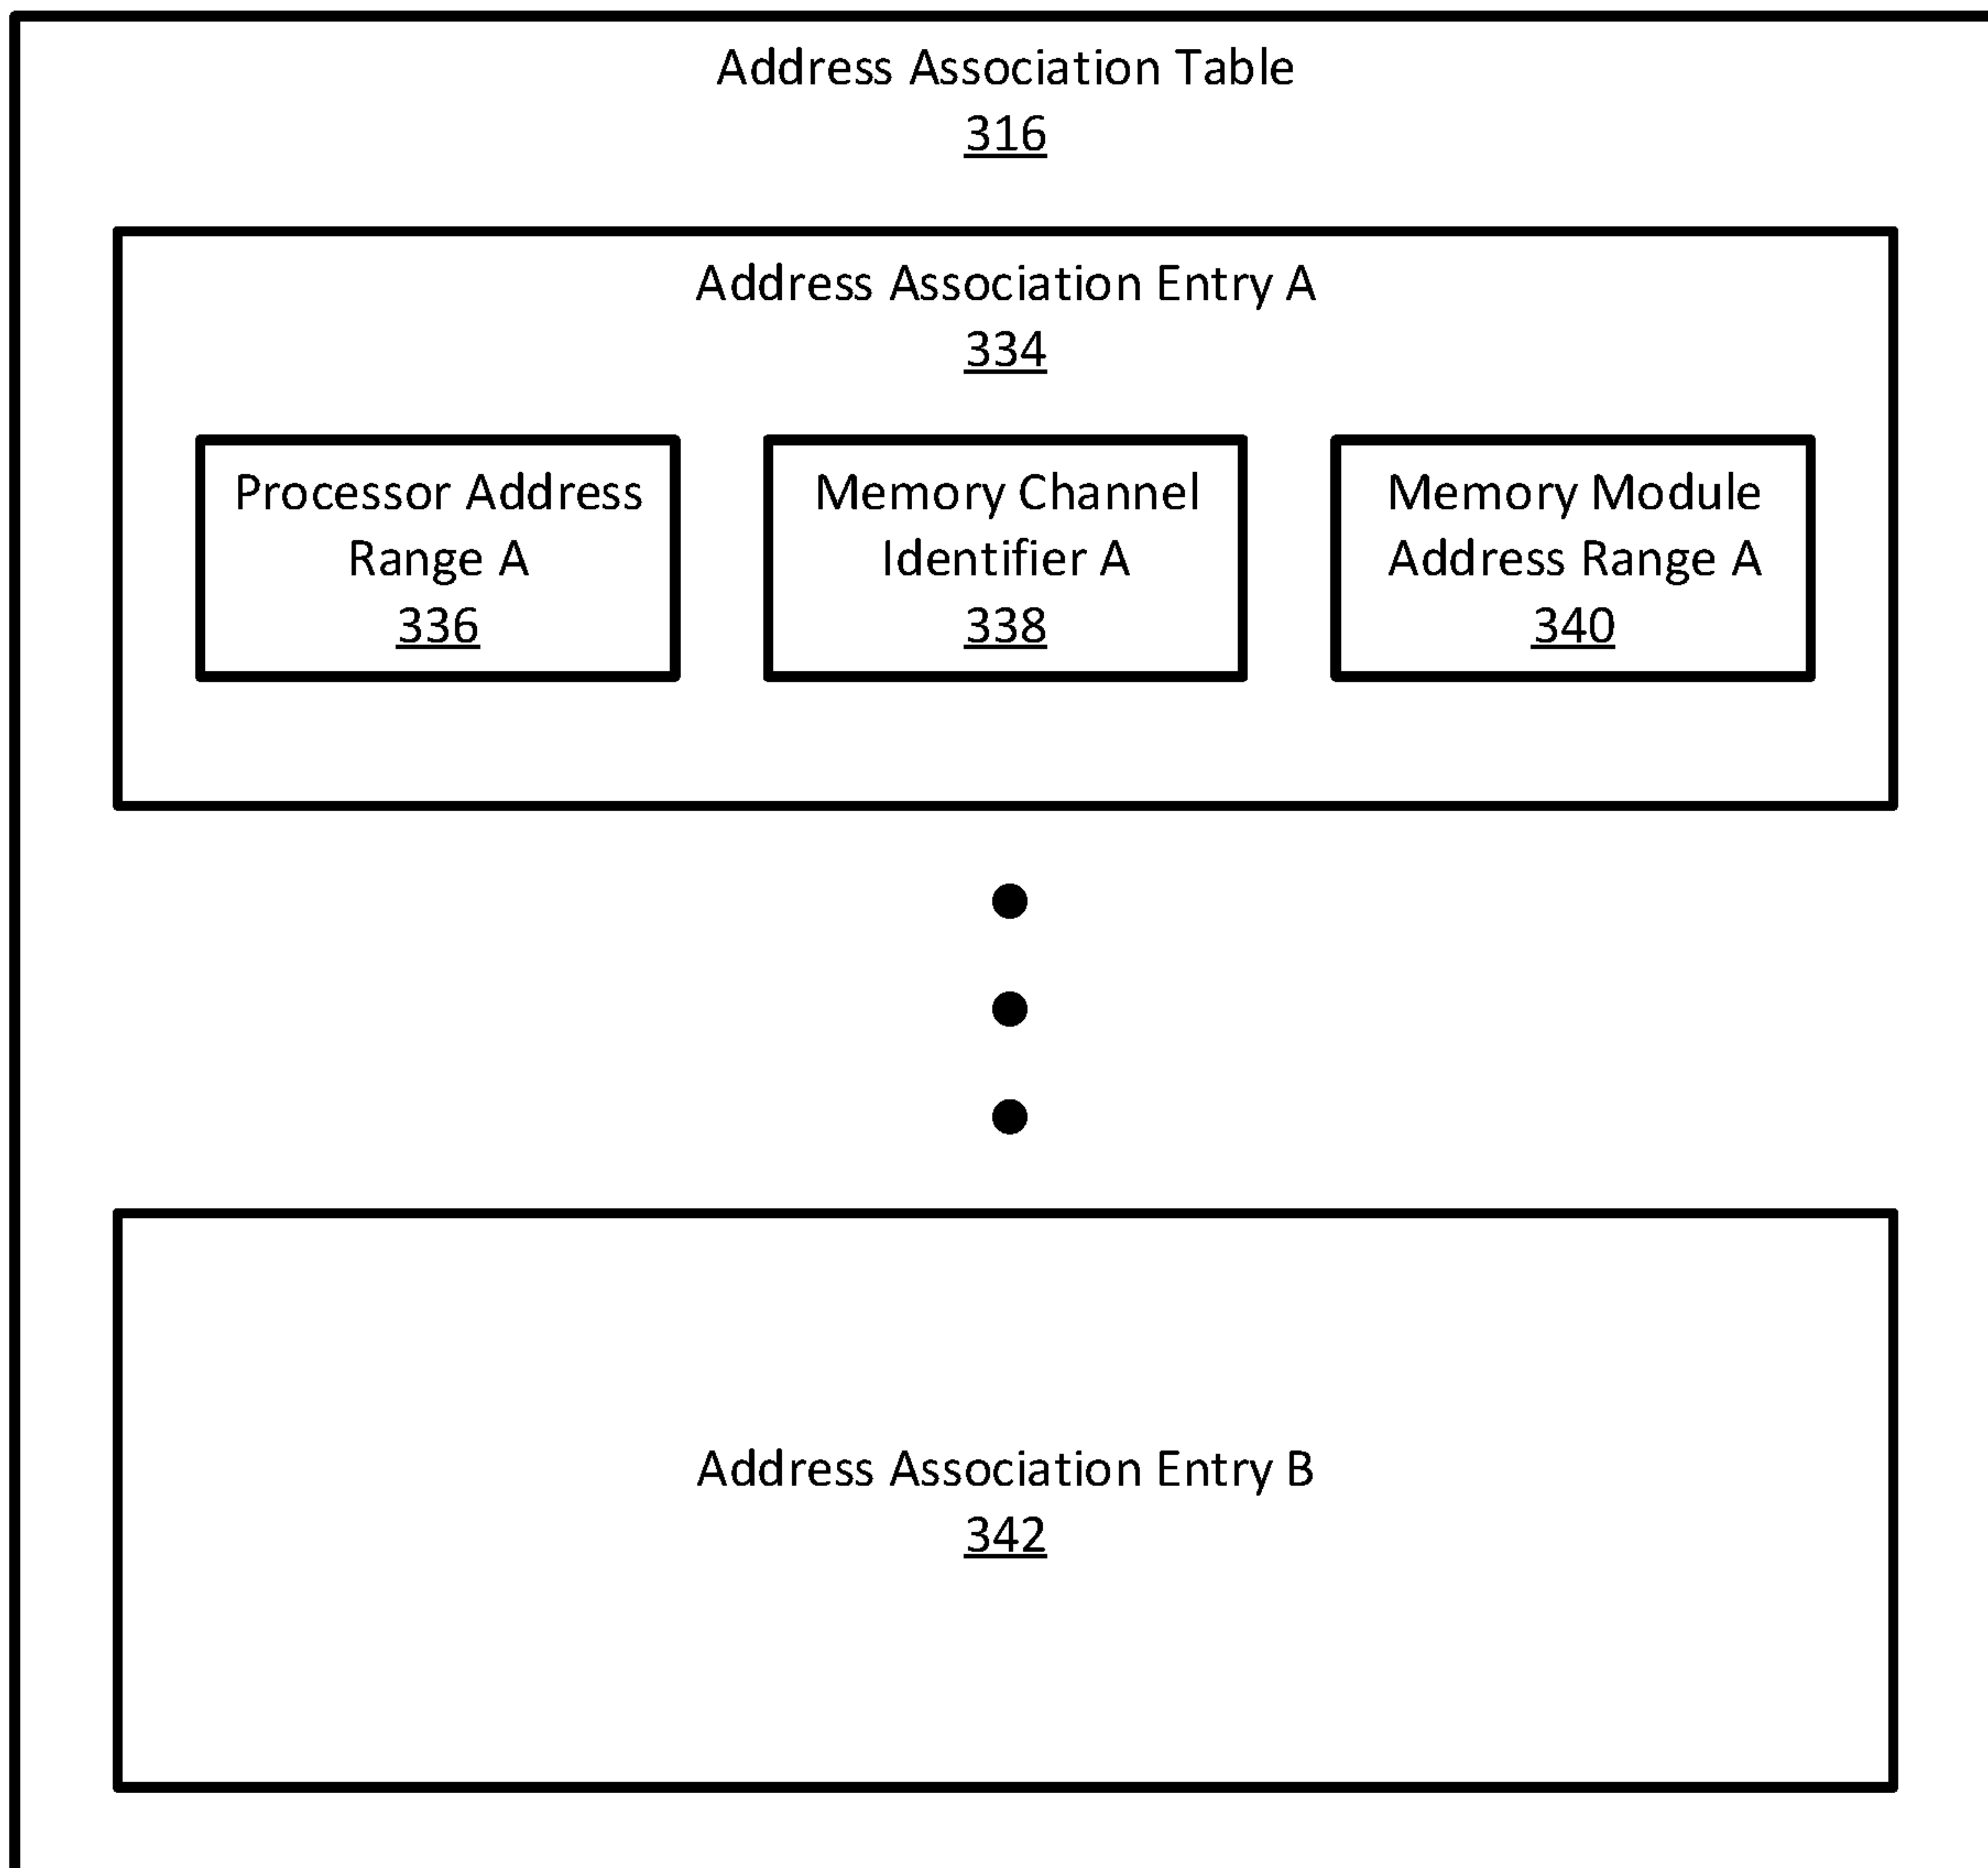 Address Association Table
316
Address Association Entry A
334
Processor Address
Range A
336
Memory Channel
Identifier A
338
Memory Module
Address Range A
340
Address Association Entry B
342